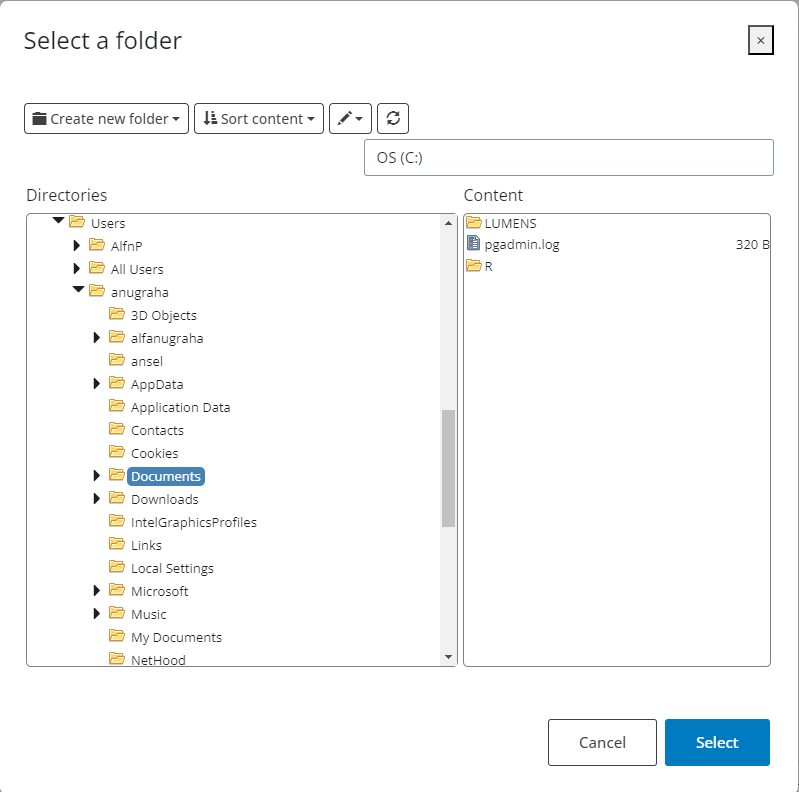 Select a folder
×
Create new folder
Sort content
OS (C:)
Directories
Content
Users
AlfnP
All Users
anugraha
3D Objects
alfanugraha
ansel
AppData
Application Data
Contacts
Cookies
Documents
Downloads
IntelGraphicsProfiles
Links
Local Settings
Microsoft
Music
My Documents
NetHood
LUMENS
pgadmin.log 320 B
R
Cancel
Select